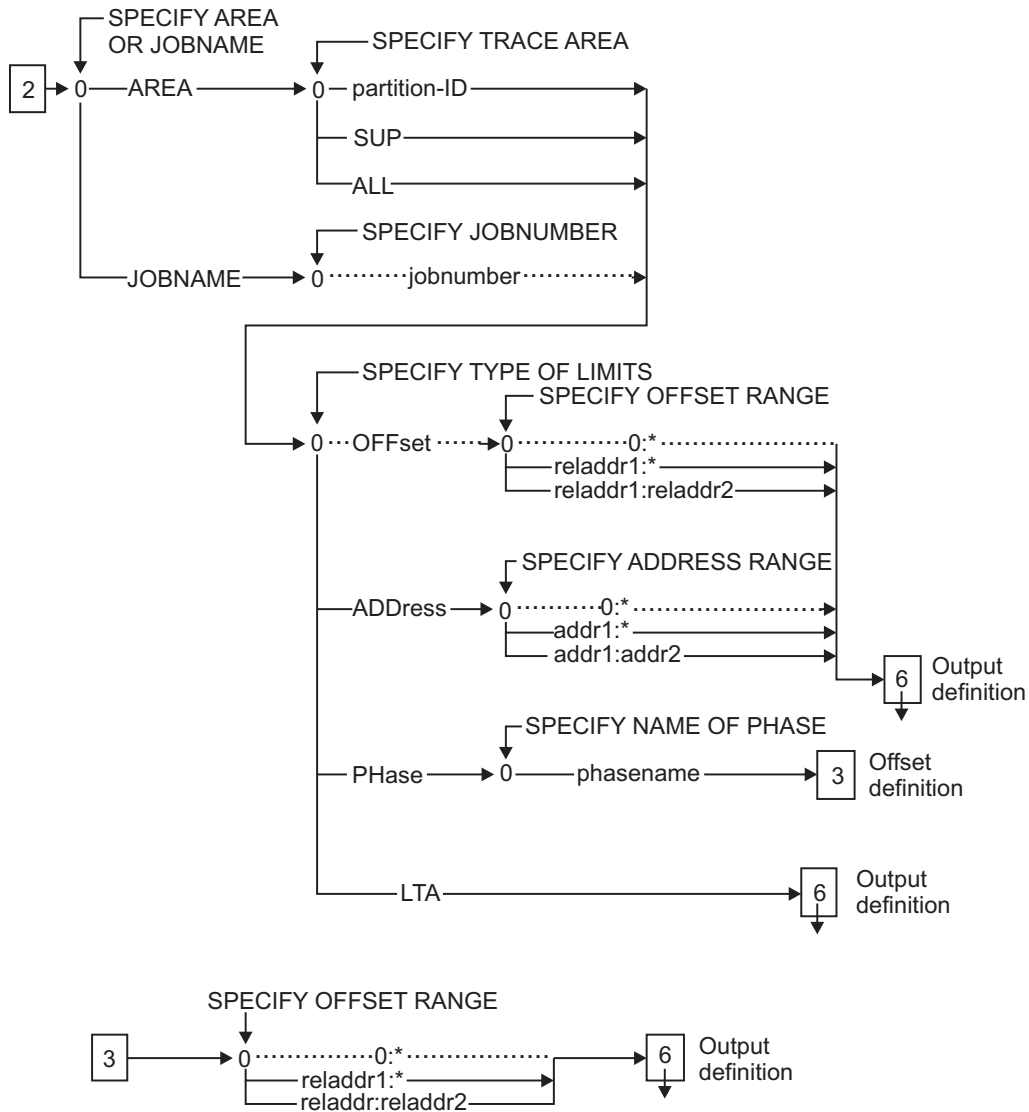 SPECIFY AREA
OR JOBNAME
SPECIFY TRACE AREA
2 0 AREA 0 partition-ID
SUP
ALL
SPECIFY JOBNUMBER
JOBNAME 0 jobnumber
SPECIFY TYPE OF LIMITS
SPECIFY OFFSET RANGE
0 OFFset 0 0:*
reladdr1:*
reladdr1:reladdr2
SPECIFY ADDRESS RANGE
ADDress 0 0:*
addr1:*
addr1:addr2
6 Output
definition
SPECIFY NAME OF PHASE
PHase 0 phasename 3 Offset
definition
LTA 6 Output
definition
SPECIFY OFFSET RANGE
3 0 0:* 6 Output
definition
reladdr1:*
reladdr:reladdr2